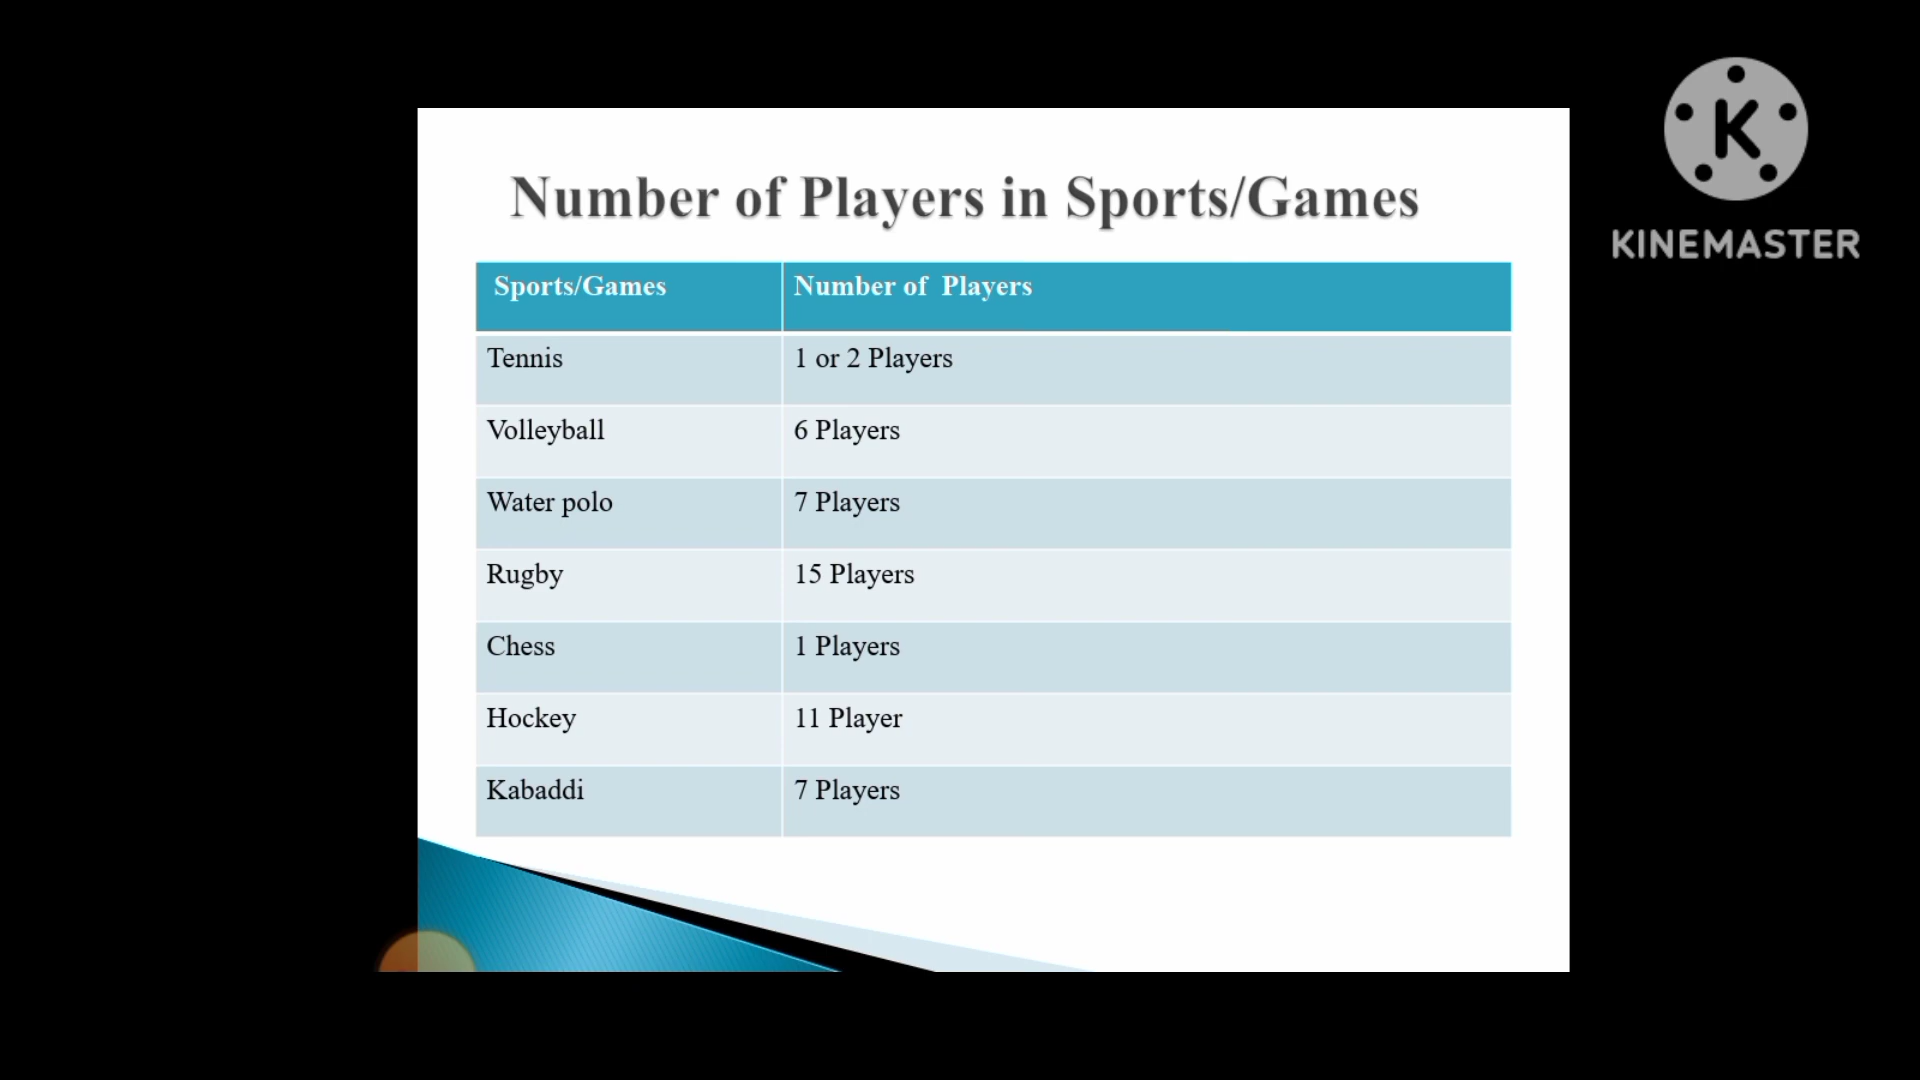 Number of Players in Sports/Games
K
KINEMASTER
Sports/Games Number of Players
Tennis 1 or 2 Players
Volleyball 6 Players
Water polo 7 Players
Rugby 15 Players
Chess 1 Players
Hockey 11 Player
Kabaddi 7 Players